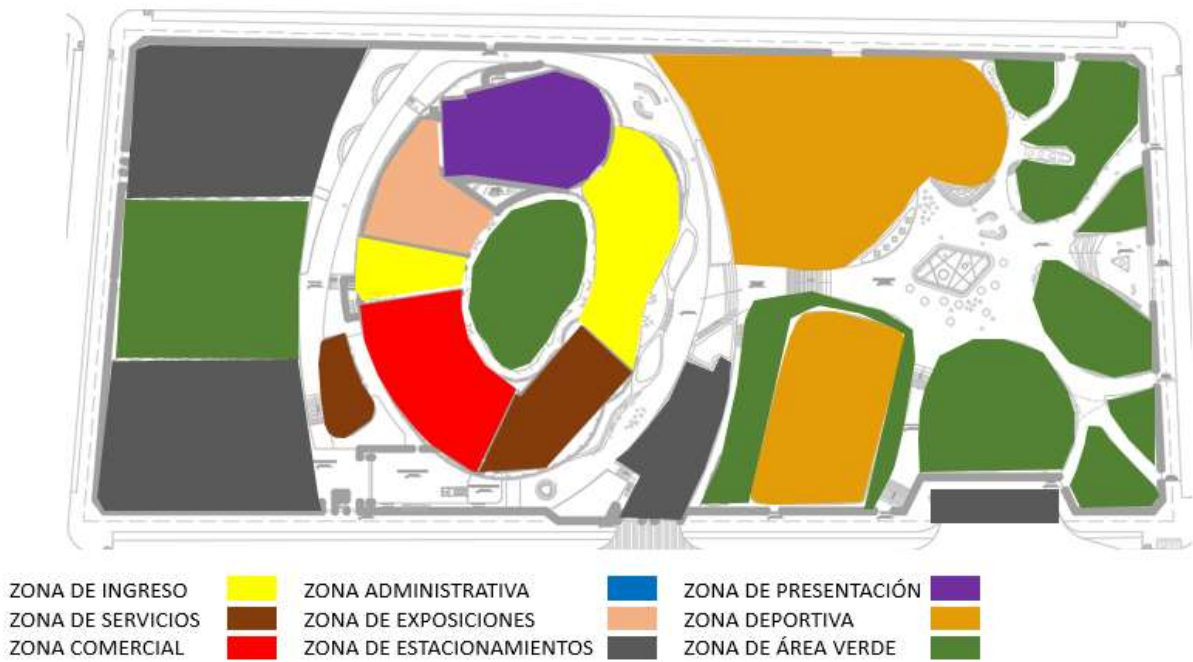 ZONA DE INGRESO ZONA ADMINISTRATIVA ZONA DE PRESENTACIÓN
ZONA DE SERVICIOS ZONA DE EXPOSICIONES ZONA DEPORTIVA
ZONA COMERCIAL ZONA DE ESTACIONAMIENTOS ZONA DE ÁREA VERDE